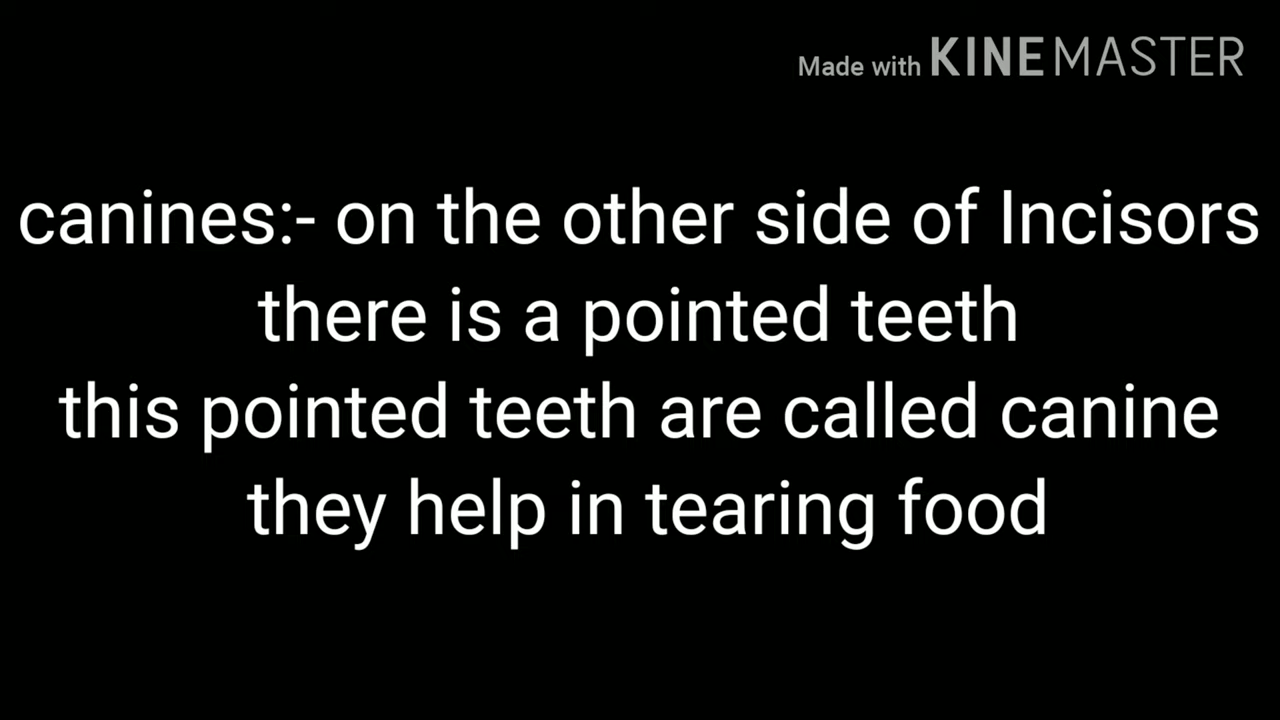 Made with KINEMASTER
canines:- on the other side of Incisors
there is a pointed teeth
this pointed teeth are called canine
they help in tearing food